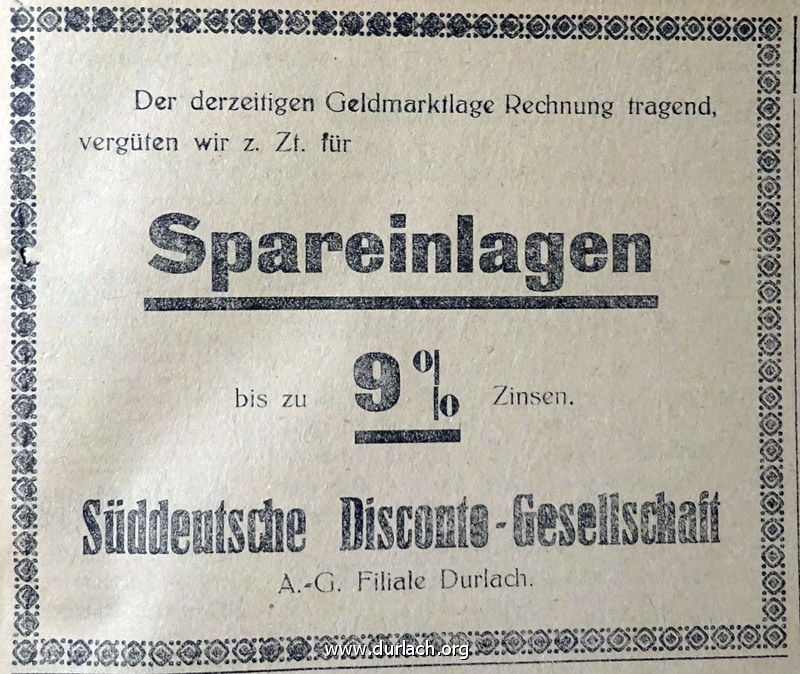 Der derzeitigen Geldmarktlage Rechnung tragend,
vergüten wir z. Zt. für
Spareinlagen
bis zu 9% Zinsen.
Süddeutsche Disconto-Gesellschaft
A.-G. Filiale Durlach.
www.durlach.org